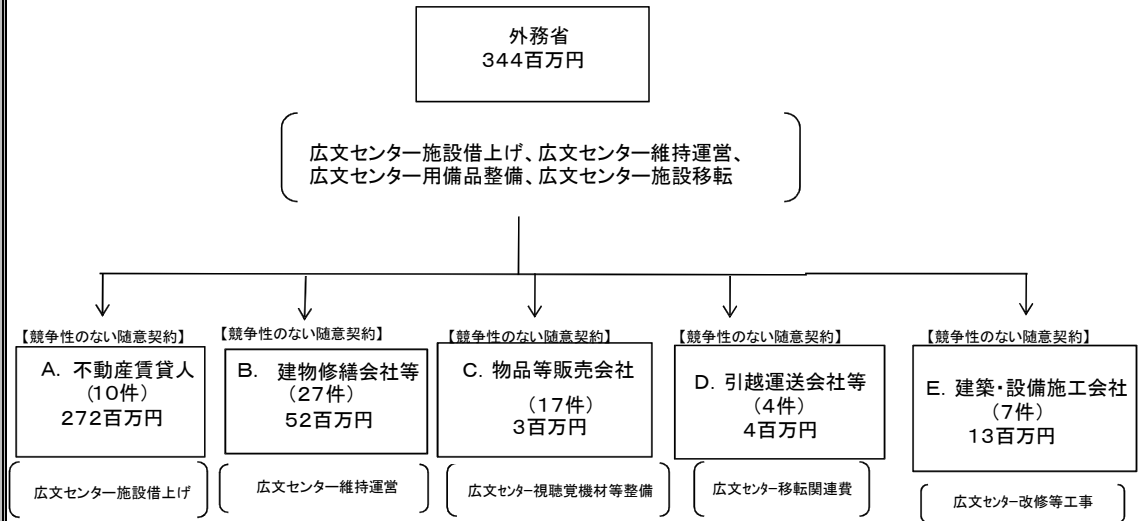 外務省
344百万円
広文センター施設借上げ、広文センター維持運営、
広文センター用備品整備、広文センター施設移転
【競争性のない随意契約】
A. 不動産賃貸人
(10件)
272百万円
広文センター施設借上げ
【競争性のない随意契約】
B. 建物修繕会社等
(27件)
52百万円
広文センター維持運営
【競争性のない随意契約】
C. 物品等販売会社
(17件)
3百万円
広文センター視聴覚機材等整備
【競争性のない随意契約】
D. 引越運送会社等
(4件)
4百万円
広文センター移転関連費
【競争性のない随意契約】
E. 建築・設備施工会社
(7件)
13百万円
広文センター改修等工事